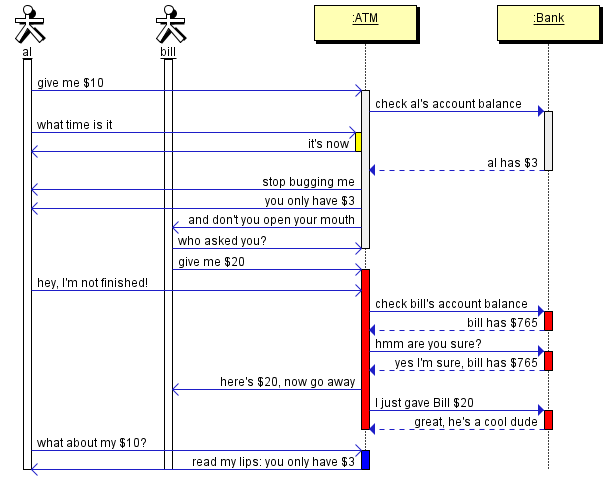 :ATM
:Bank
al
bill
give me $10
check al's account balance
what time is it
it's now
al has $3
stop bugging me
you only have $3
and don't you open your mouth
who asked you?
give me $20
hey, I'm not finished!
check bill's account balance
bill has $765
hmm are you sure?
yes I'm sure, bill has $765
here's $20, now go away
I just gave Bill $20
great, he's a cool dude
what about my $10?
read my lips: you only have $3